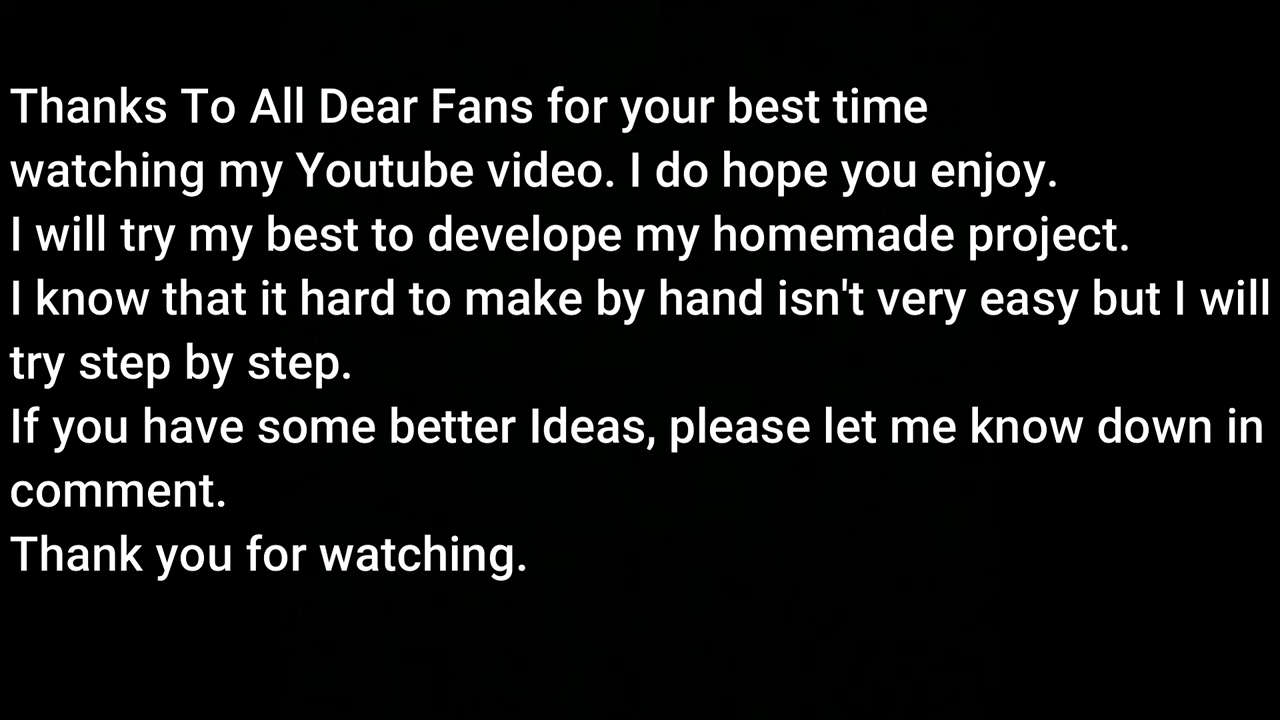 Thanks To All Dear Fans for your best time
watching my Youtube video. I do hope you enjoy.
I will try my best to develope my homemade project.
I know that it hard to make by hand isn't very easy but I will
try step by step.
If you have some better Ideas, please let me know down in
comment.
Thank you for watching.